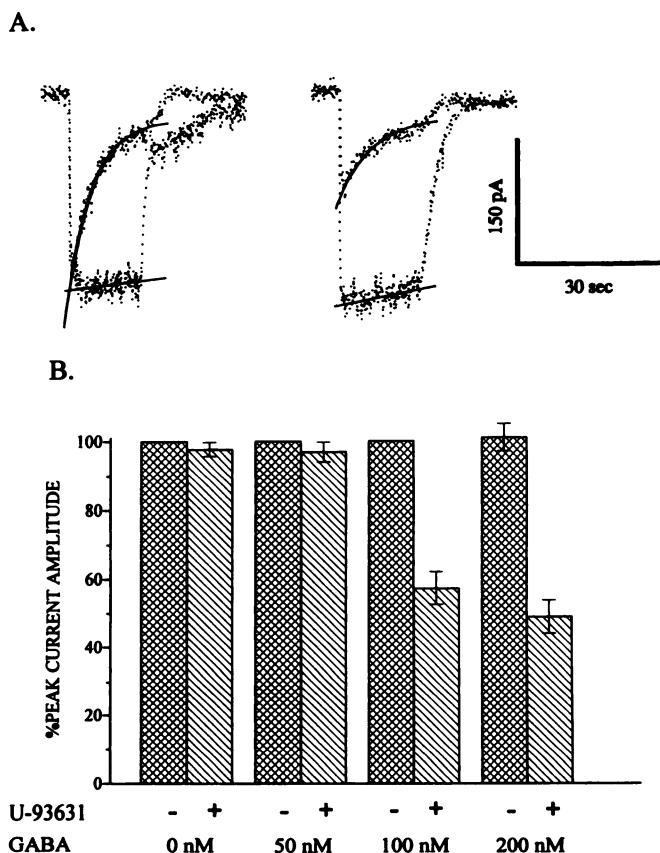 A.
150 pA
30 sec
B.
%PEAK CURRENT AMPLITUDE
100
80
60
40
20
0
U-93631 - + - + - + - +
GABA 0 nM 50 nM 100 nM 200 nM